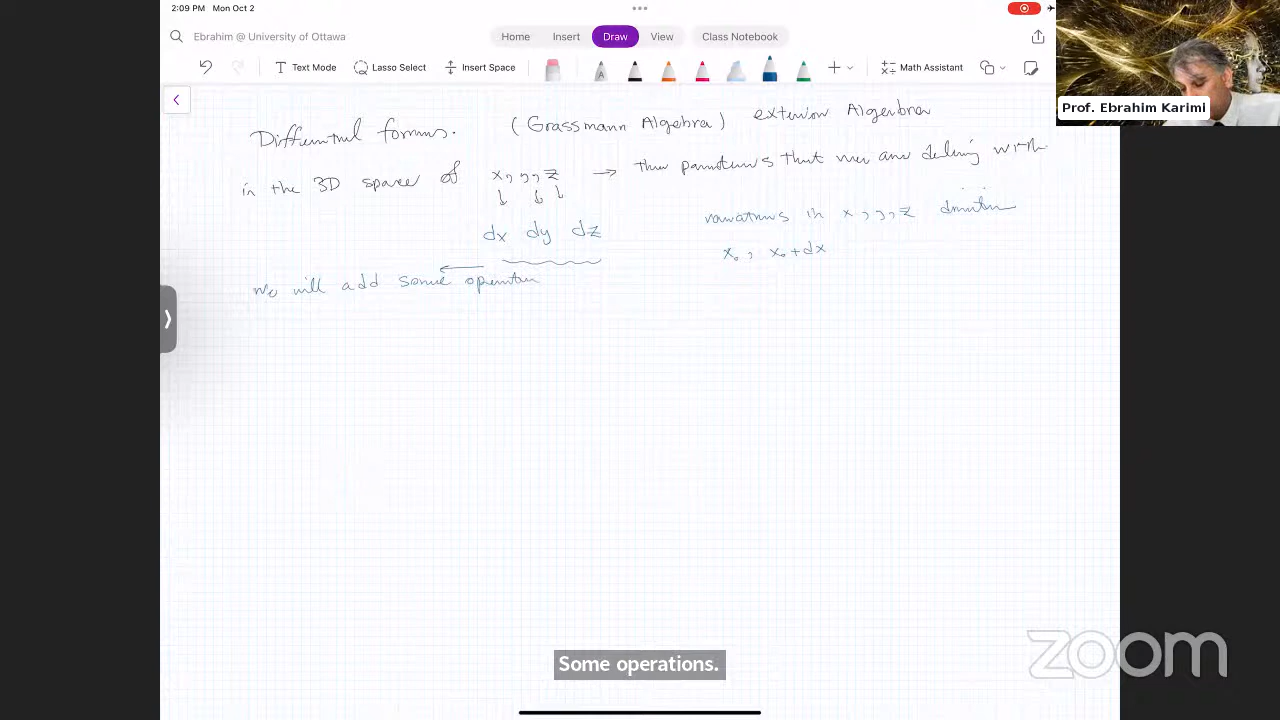 2:09 PM Mon Oct 2
Ebrahim @ University of Ottawa
Home Insert Draw View Class Notebook
Text Mode Lasso Select Insert Space A Math Assistant
Prof. Ebrahim Karimi
Differential Forms. (Grassmann Algebra) exterior Algebra
in the 3D space of x, y, z → the parameters that we are dealing with
dx dy dz
variations in x, y, z direction
x₀, x₀+dx
We will add some operation
Some operations.
zoom